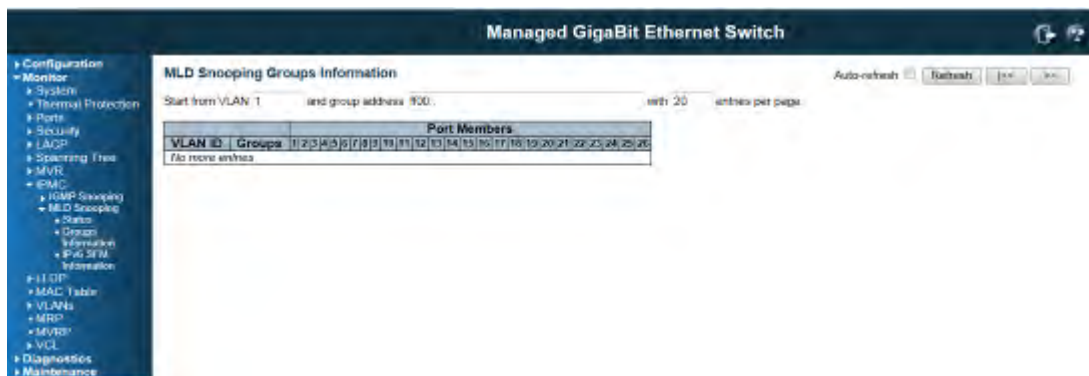 Managed GigaBit Ethernet Switch
Configuration
Monitor
System
Thermal Protection
Ports
Security
LACP
Spanning Tree
MVR
IPMC
IGMP Snooping
MLD Snooping
Status
Groups
Information
IPv6 SFM
Information
LLDP
MAC Table
VLANs
MRP
MVRP
VCL
Diagnostics
Maintenance
MLD Snooping Groups Information
Auto-refresh Refresh |<< >>
Start from VLAN 1 and group address ff00:: with 20 entries per page.
Port Members
VLAN ID Groups 1 2 3 4 5 6 7 8 9 10 11 12 13 14 15 16 17 18 19 20 21 22 23 24 25 26
No more entries